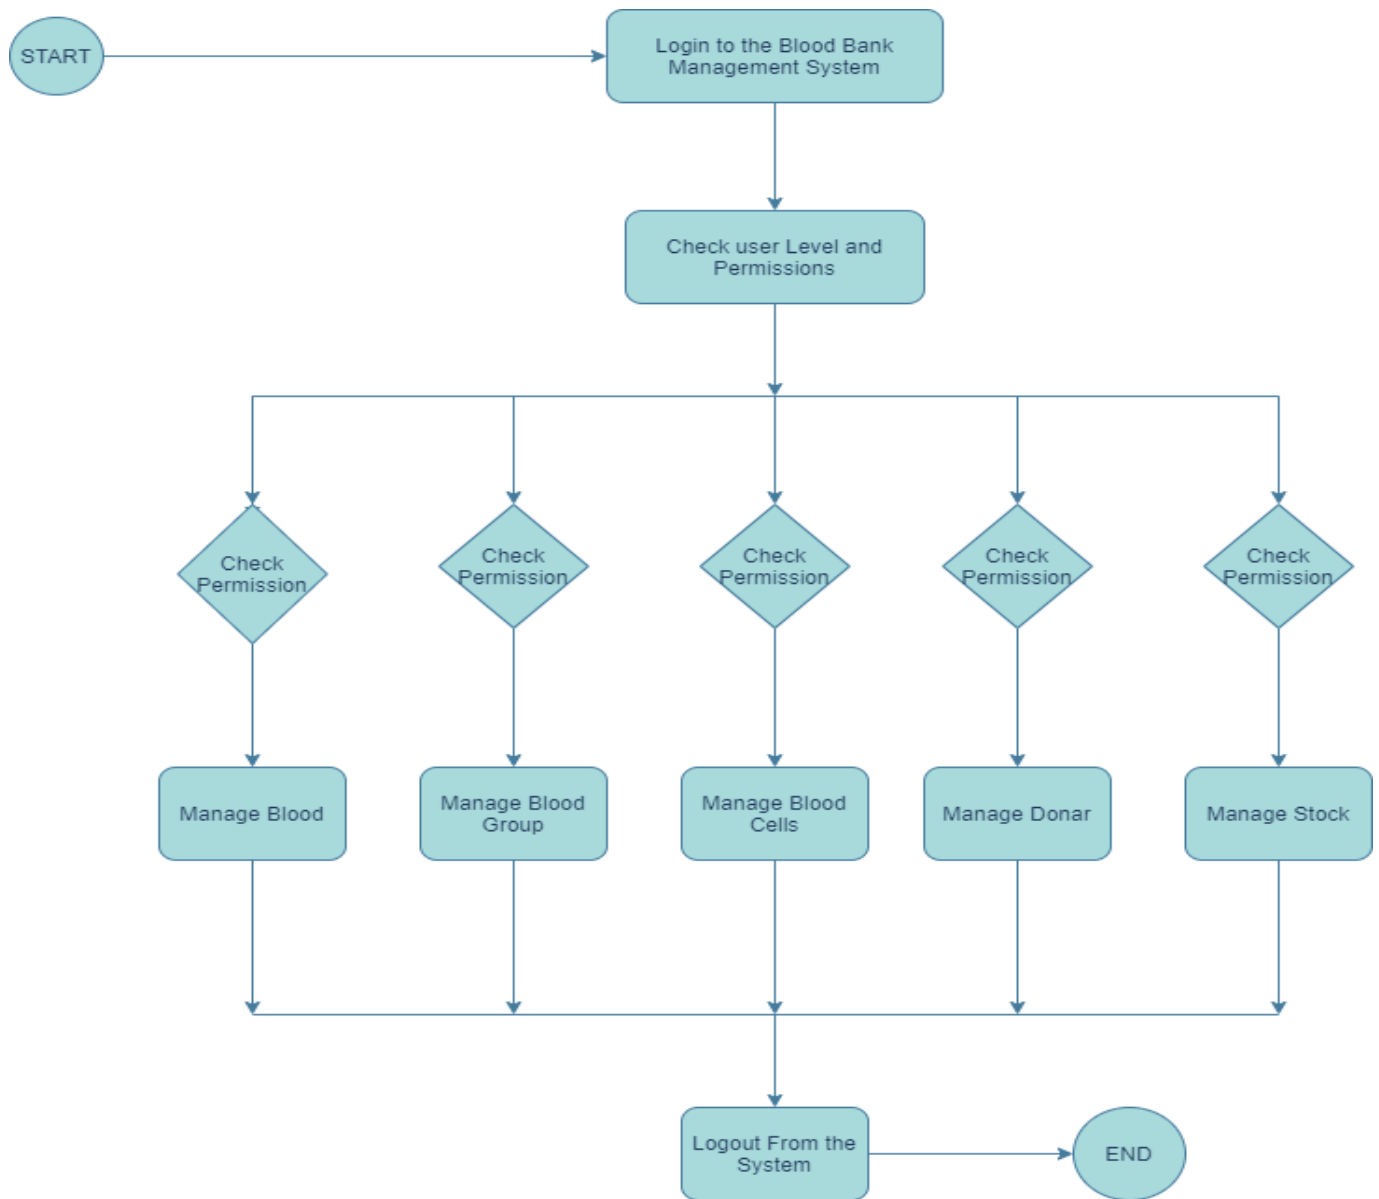 START
Login to the Blood Bank
Management System
Check user Level and
Permissions
Check
Permission
Check
Permission
Check
Permission
Check
Permission
Check
Permission
Manage Blood
Manage Blood
Group
Manage Blood
Cells
Manage Donar
Manage Stock
Logout From the
System
END